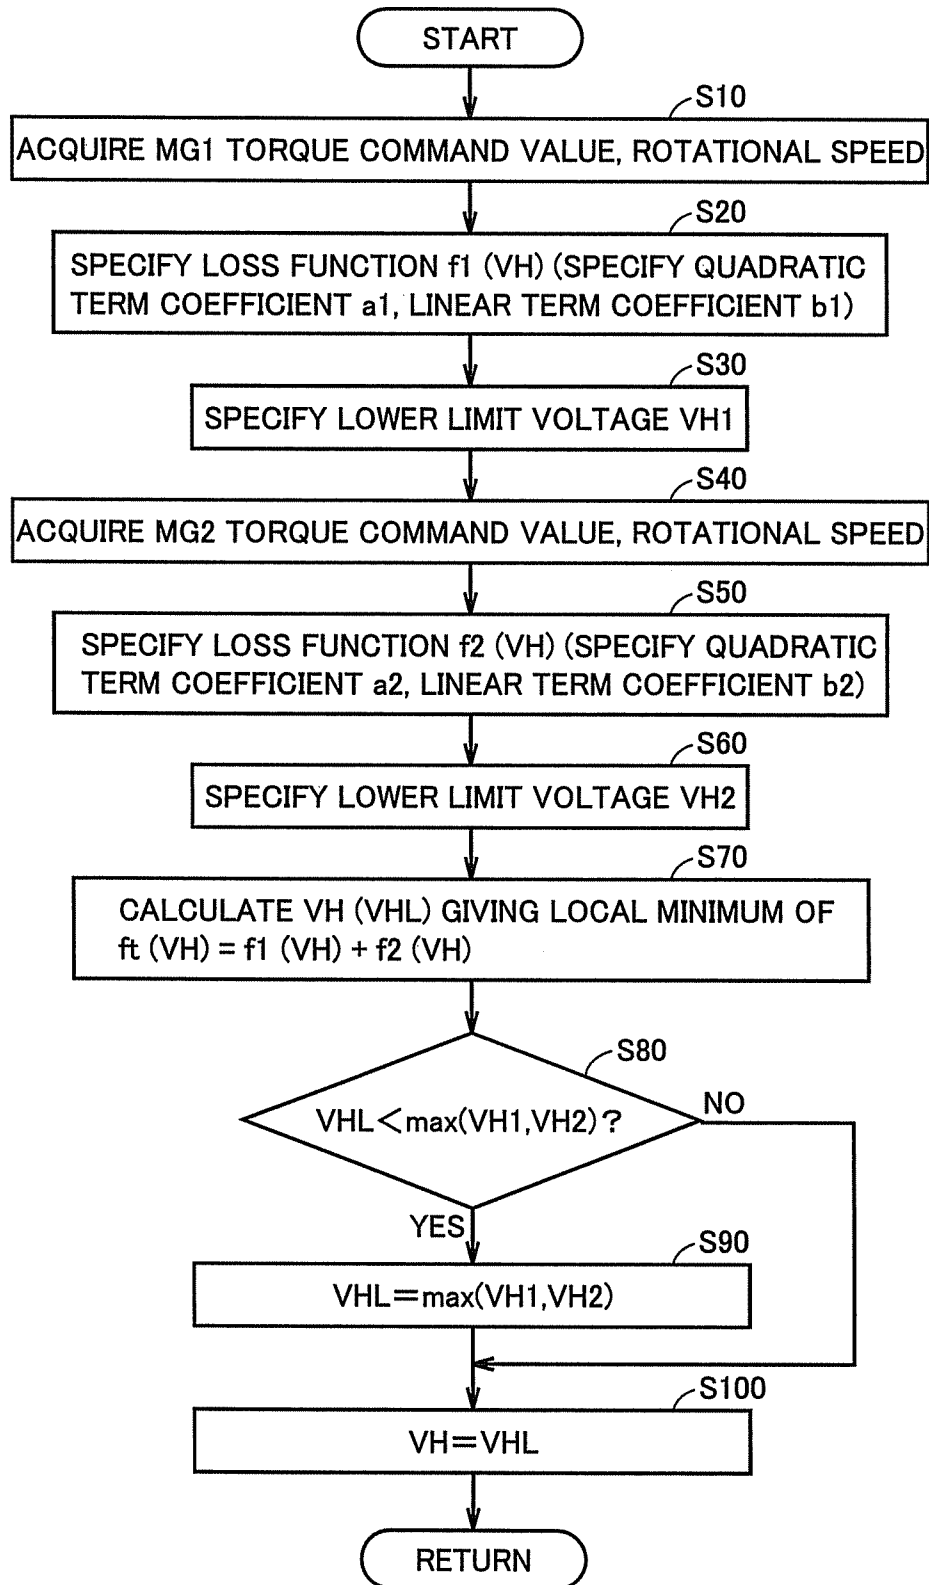 START
S10
ACQUIRE MG1 TORQUE COMMAND VALUE, ROTATIONAL SPEED
S20
SPECIFY LOSS FUNCTION f1 (VH) (SPECIFY QUADRATIC
TERM COEFFICIENT a1, LINEAR TERM COEFFICIENT b1)
S30
SPECIFY LOWER LIMIT VOLTAGE VH1
S40
ACQUIRE MG2 TORQUE COMMAND VALUE, ROTATIONAL SPEED
S50
SPECIFY LOSS FUNCTION f2 (VH) (SPECIFY QUADRATIC
TERM COEFFICIENT a2, LINEAR TERM COEFFICIENT b2)
S60
SPECIFY LOWER LIMIT VOLTAGE VH2
S70
CALCULATE VH (VHL) GIVING LOCAL MINIMUM OF
ft (VH) = f1 (VH) + f2 (VH)
S80
VHL<max(VH1,VH2)?
NO
YES
S90
VHL=max(VH1,VH2)
S100
VH=VHL
RETURN